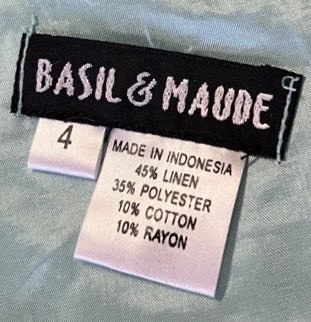 BASIL & MAUDE
4
MADE IN INDONESIA
45% LINEN
35% POLYESTER
10% COTTON
10% RAYON